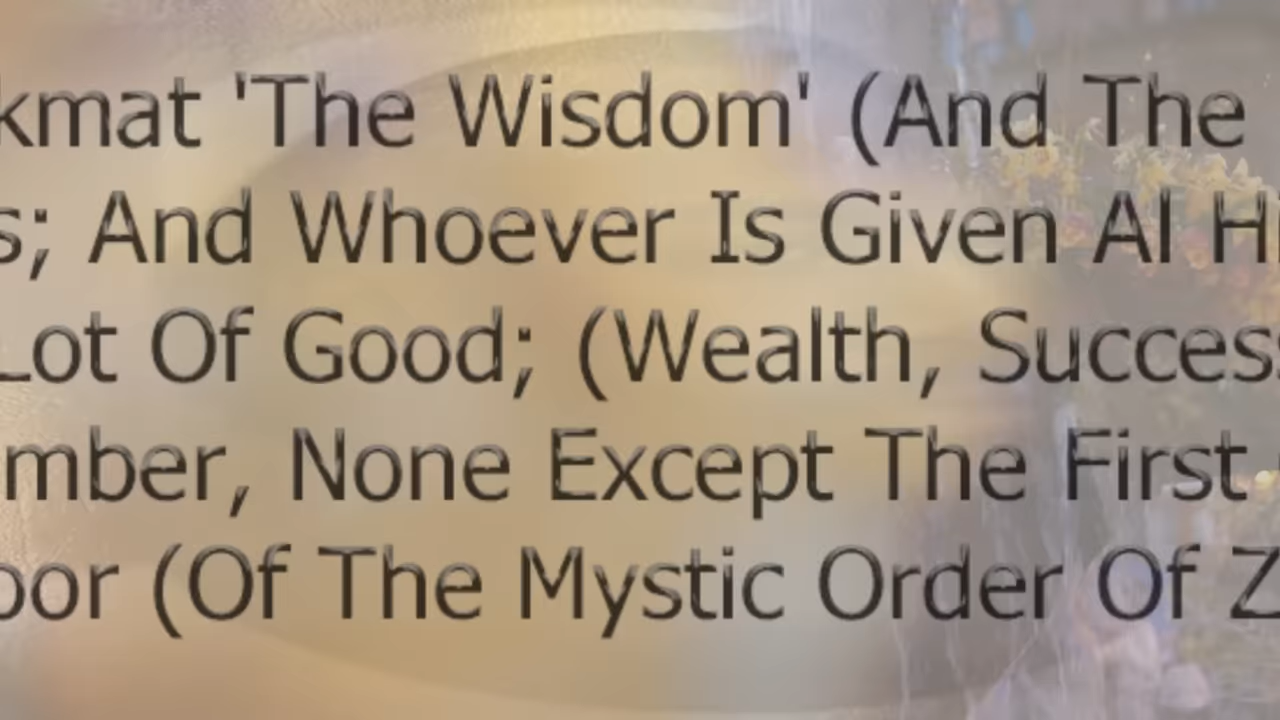 kmat 'The Wisdom' (And The
s; And Whoever Is Given Al H
Lot Of Good; (Wealth, Success
mber, None Except The First
oor (Of The Mystic Order Of Z